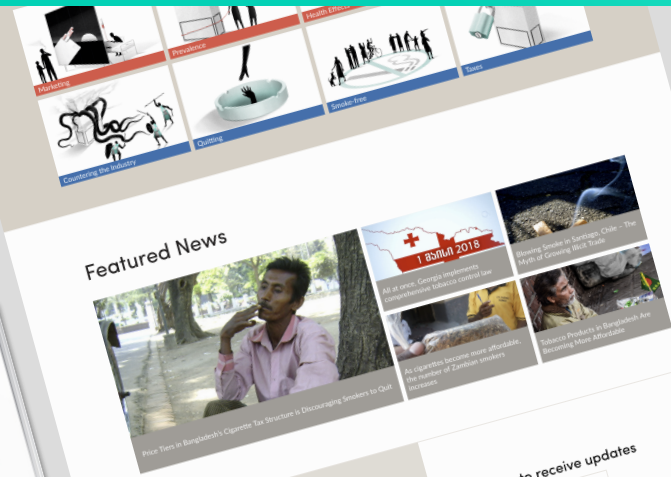 Marketing
Prevalence
Health Effects
Countering the Industry
Quitting
Smoke-free
Taxes
Featured News
Price Tiers in Bangladesh's Cigarette Tax Structure Is Discouraging Smokers to Quit
1 მაისი 2018
All at once, Georgia implements
comprehensive tobacco control law
Blowing Smoke in Santiago, Chile – The
Myth of Growing Illicit Trade
As cigarettes become more affordable,
the number of Zambian smokers
increases
Tobacco Products in Bangladesh Are
Becoming More Affordable
to receive updates